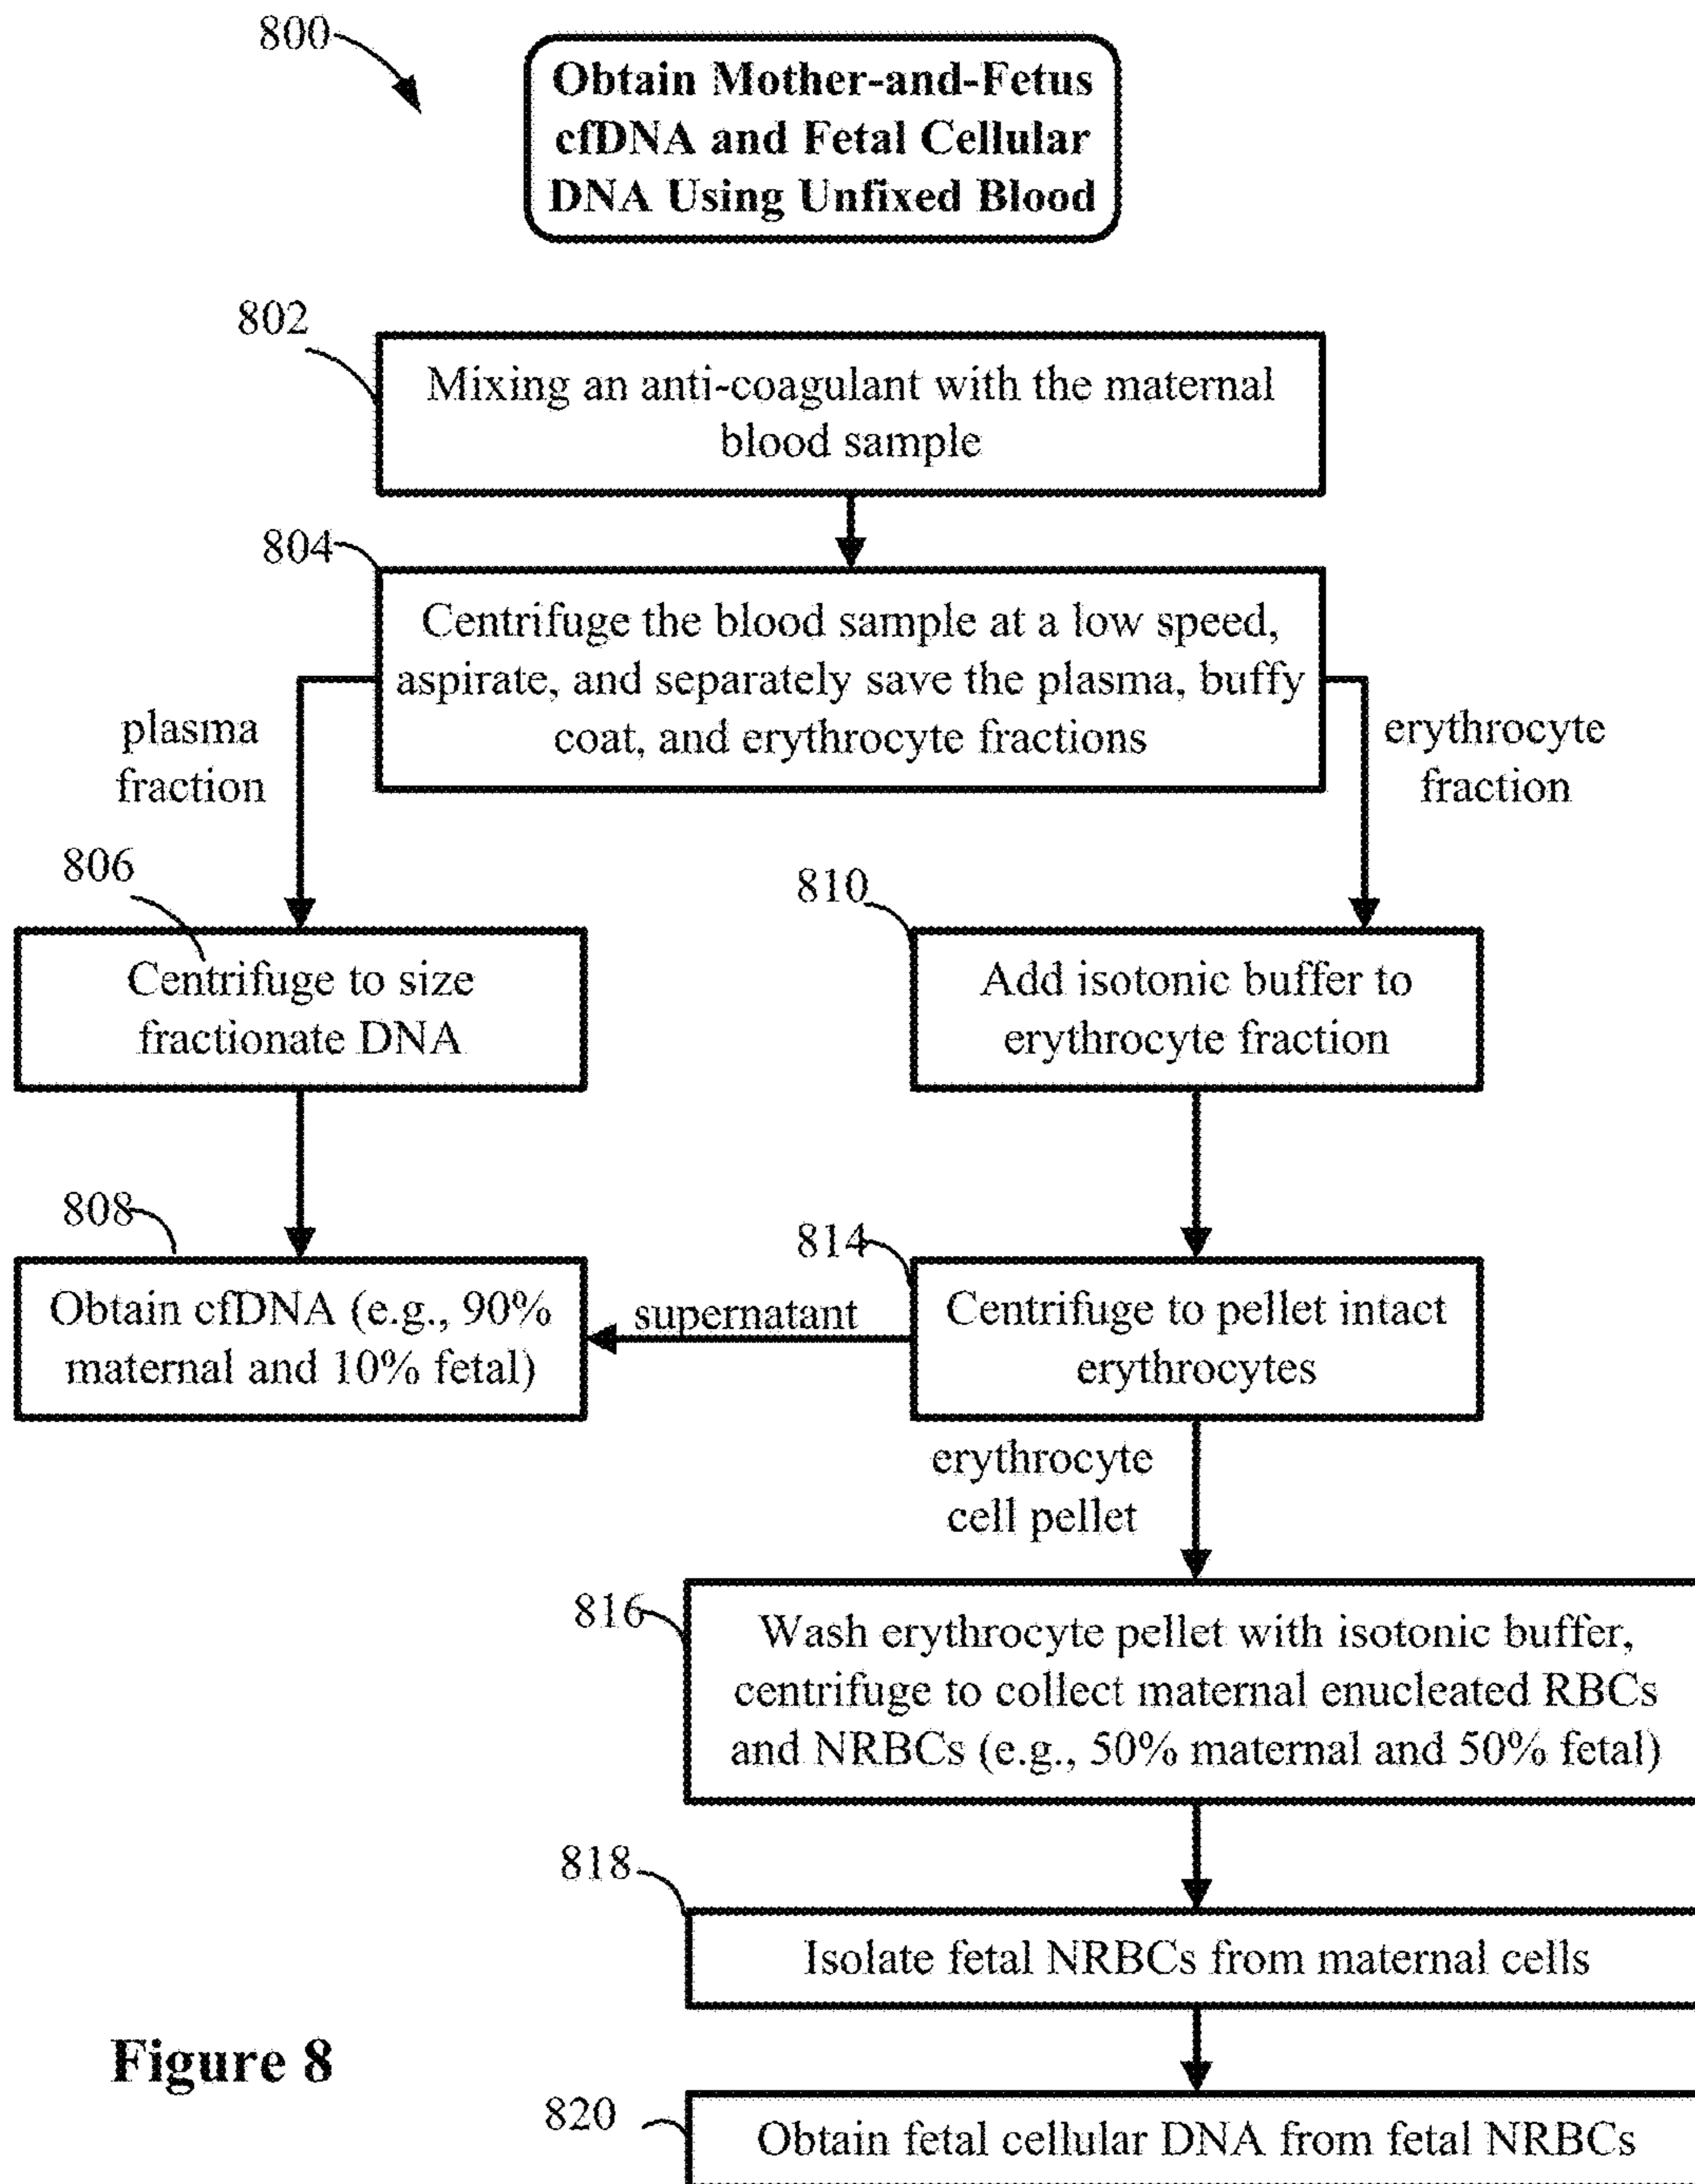 800
Obtain Mother-and-Fetus
cfDNA and Fetal Cellular
DNA Using Unfixed Blood
802
Mixing an anti-coagulant with the maternal
blood sample
804
Centrifuge the blood sample at a low speed,
aspirate, and separately save the plasma, buffy
coat, and erythrocyte fractions
plasma
fraction
erythrocyte
fraction
806
Centrifuge to size
fractionate DNA
810
Add isotonic buffer to
erythrocyte fraction
808
Obtain cfDNA (e.g., 90%
maternal and 10% fetal)
supernatant
814
Centrifuge to pellet intact
erythrocytes
erythrocyte
cell pellet
816
Wash erythrocyte pellet with isotonic buffer,
centrifuge to collect maternal enucleated RBCs
and NRBCs (e.g., 50% maternal and 50% fetal)
818
Isolate fetal NRBCs from maternal cells
820
Obtain fetal cellular DNA from fetal NRBCs
Figure 8